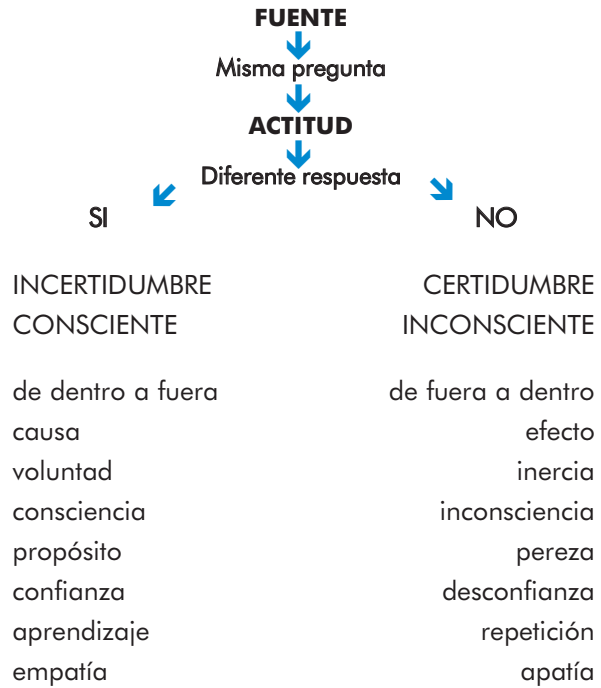 FUENTE
Misma pregunta
ACTITUD
Diferente respuesta
SI NO
INCERTIDUMBRE CERTIDUMBRE
CONSCIENTE INCONSCIENTE
de dentro a fuera de fuera a dentro
causa efecto
voluntad inercia
consciencia inconsciencia
propósito pereza
confianza desconfianza
aprendizaje repetición
empatía apatía